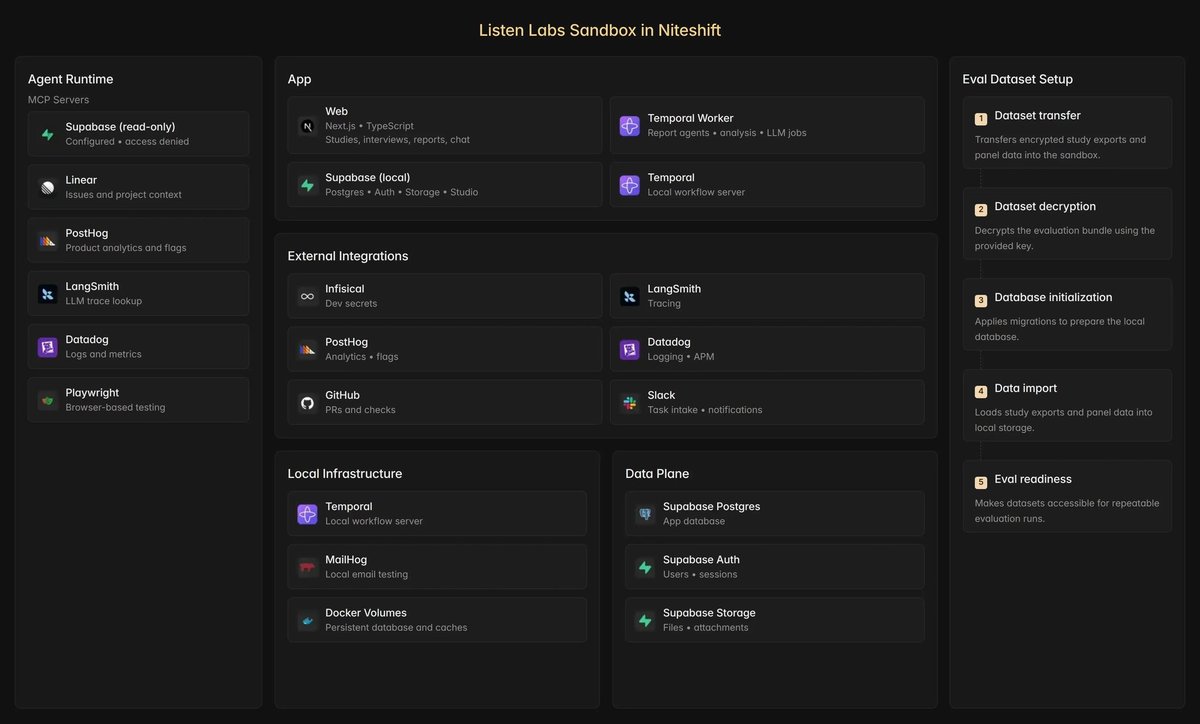 Listen Labs Sandbox in Niteshift
Agent Runtime
MCP Servers
Supabase (read-only)
Configured • access denied
Linear
Issues and project context
PostHog
Product analytics and flags
LangSmith
LLM trace lookup
Datadog
Logs and metrics
Playwright
Browser-based testing
App
Web
Next.js • TypeScript
Studies, interviews, reports, chat
Temporal Worker
Report agents • analysis • LLM jobs
Supabase (local)
Postgres • Auth • Storage • Studio
Temporal
Local workflow server
External Integrations
Infisical
Dev secrets
LangSmith
Tracing
PostHog
Analytics • flags
Datadog
Logging • APM
GitHub
PRs and checks
Slack
Task intake • notifications
Local Infrastructure
Temporal
Local workflow server
MailHog
Local email testing
Docker Volumes
Persistent database and caches
Data Plane
Supabase Postgres
App database
Supabase Auth
Users • sessions
Supabase Storage
Files • attachments
Eval Dataset Setup
1 Dataset transfer
Transfers encrypted study exports and
panel data into the sandbox.
2 Dataset decryption
Decrypts the evaluation bundle using the
provided key.
3 Database initialization
Applies migrations to prepare the local
database.
4 Data import
Loads study exports and panel data into
local storage.
5 Eval readiness
Makes datasets accessible for repeatable
evaluation runs.